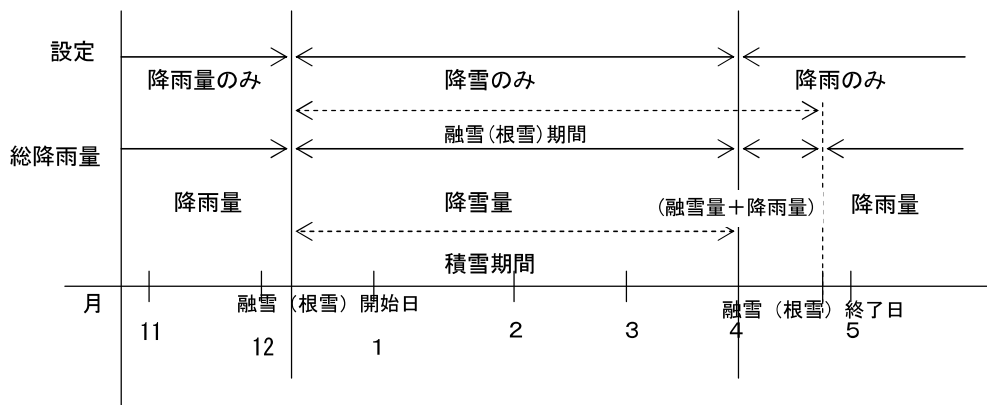 設定
降雨量のみ
降雪のみ
降雨のみ
融雪(根雪)期間
総降雨量
降雨量
降雪量
(融雪量＋降雨量)
降雨量
積雪期間
月
融雪（根雪）開始日
融雪（根雪）終了日
11
12
1
2
3
4
5